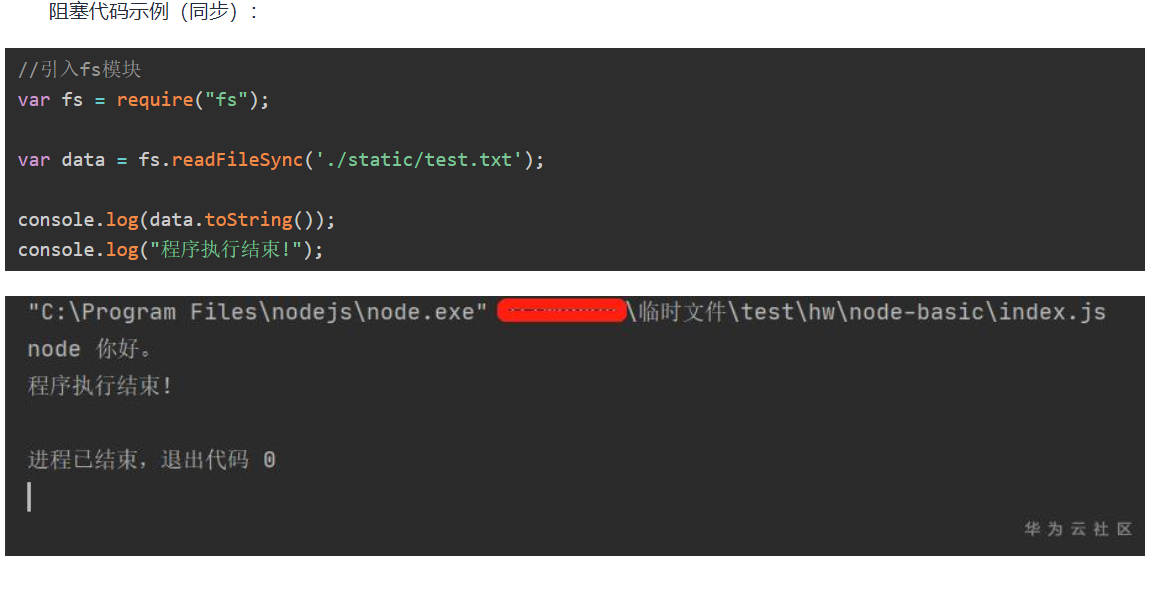 阻塞代码示例（同步）：
//引入fs模块
var fs = require("fs");
var data = fs.readFileSync('./static/test.txt');
console.log(data.toString());
console.log("程序执行结束!");
"C:\Program Files\nodejs\node.exe" \临时文件\test\hw\node-basic\index.js
node 你好。
程序执行结束!
进程已结束，退出代码 0
华为云社区